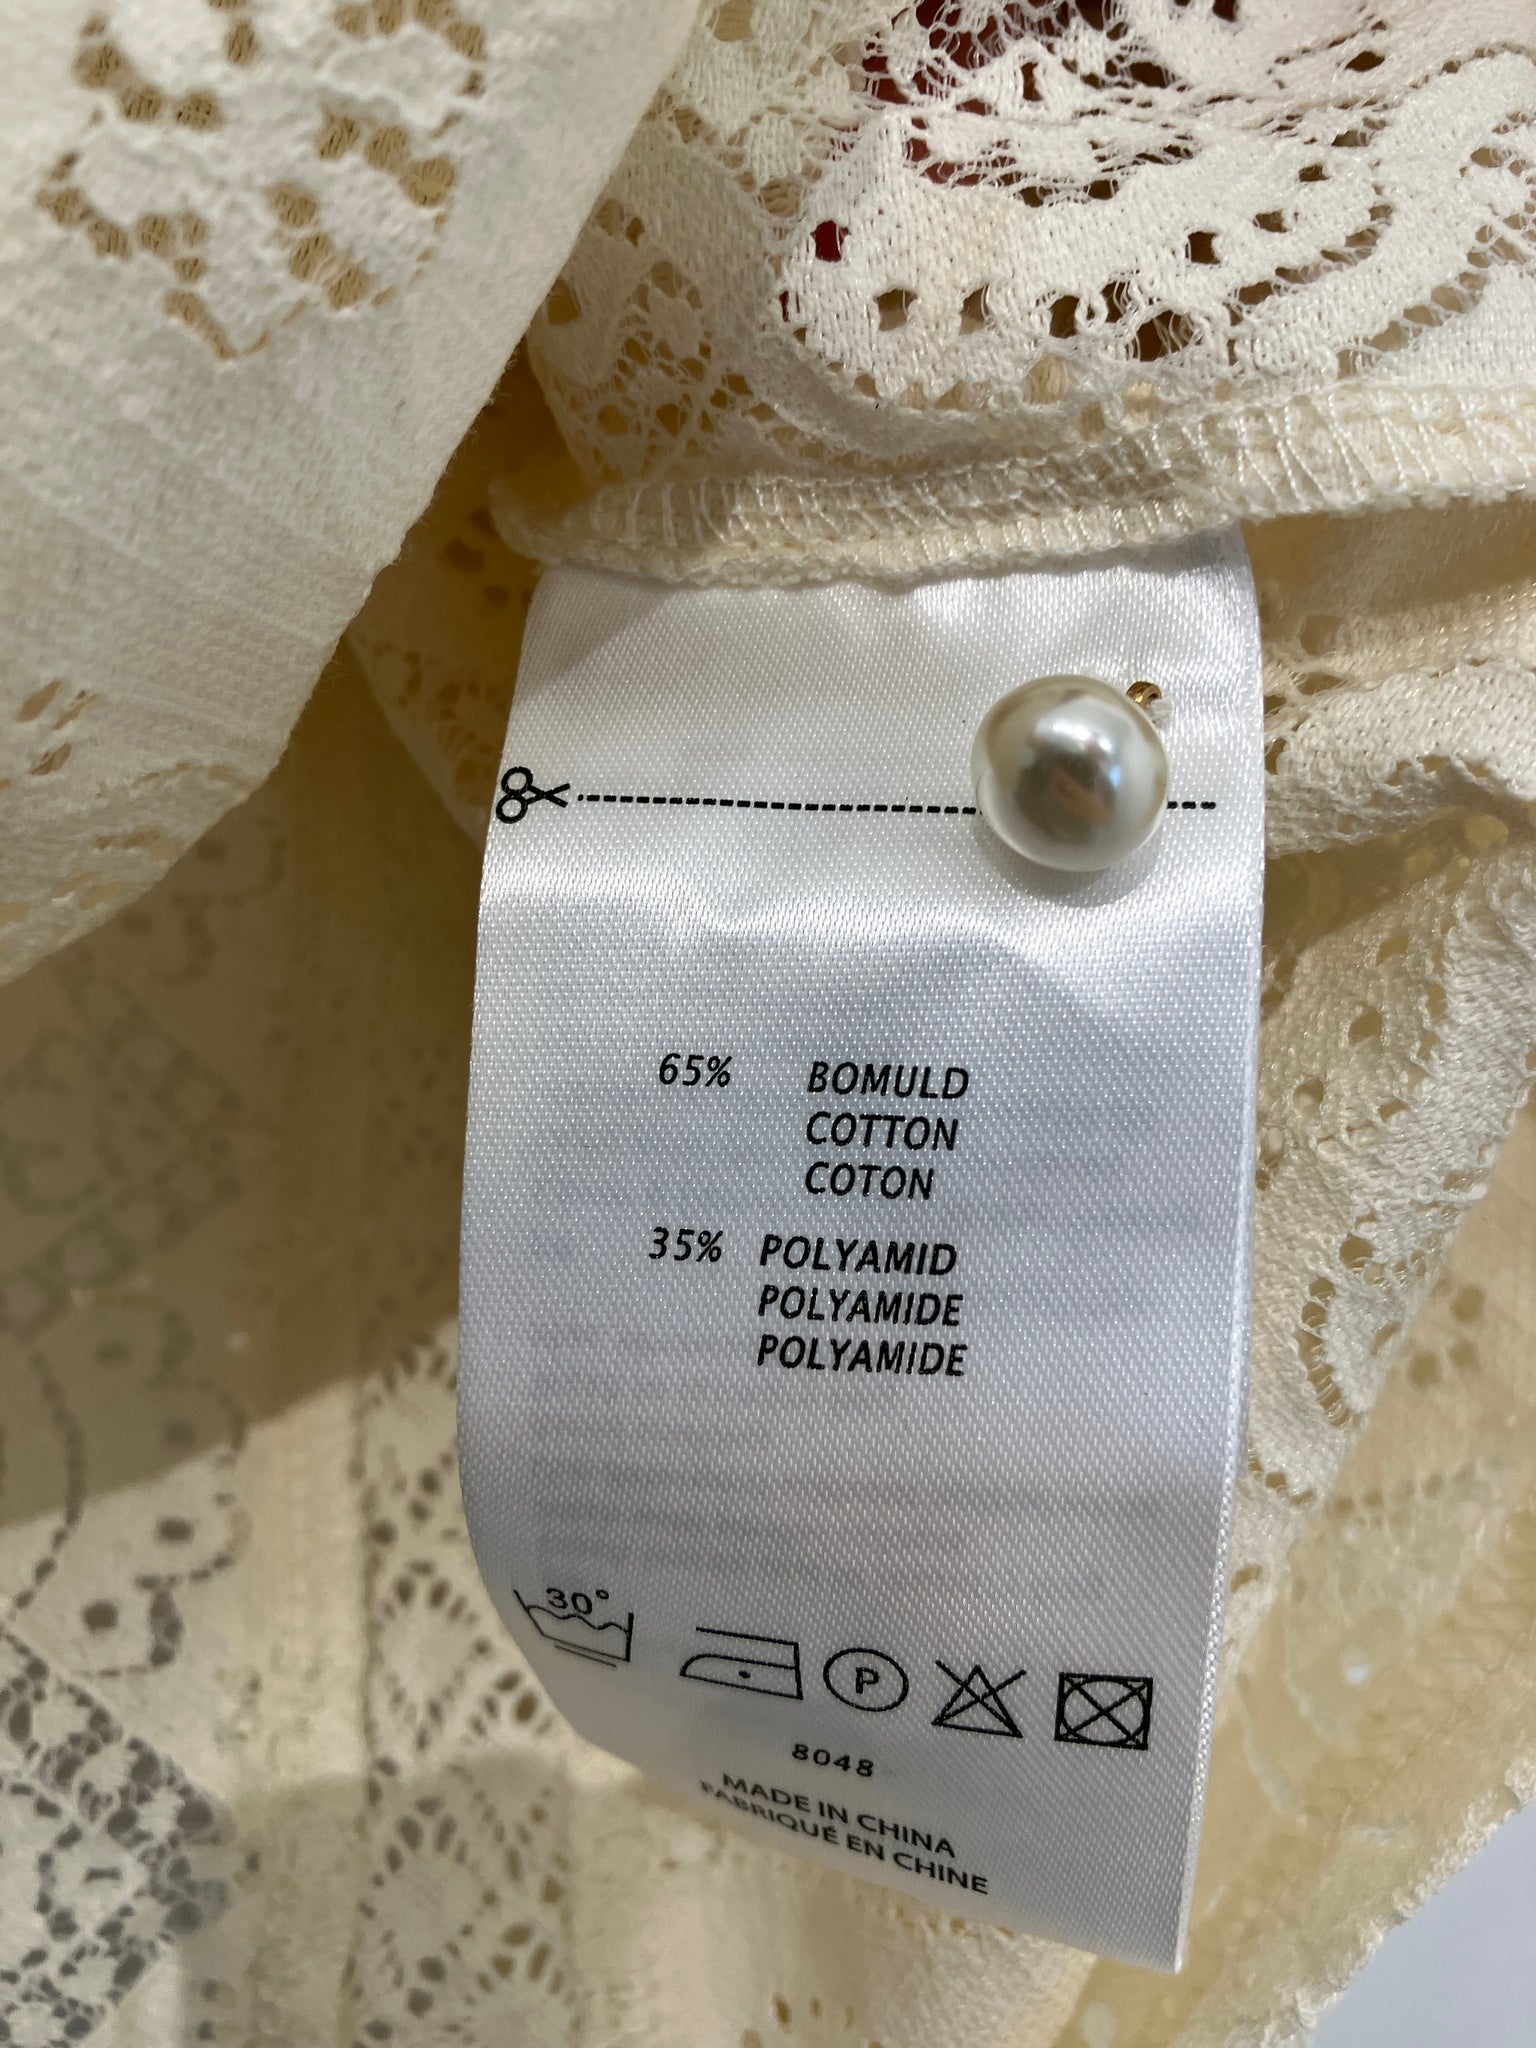 65% BOMULD
COTTON
COTON
35% POLYAMID
POLYAMIDE
POLYAMIDE
30°
P
8048
MADE IN CHINA
FABRIQUÉ EN CHINE